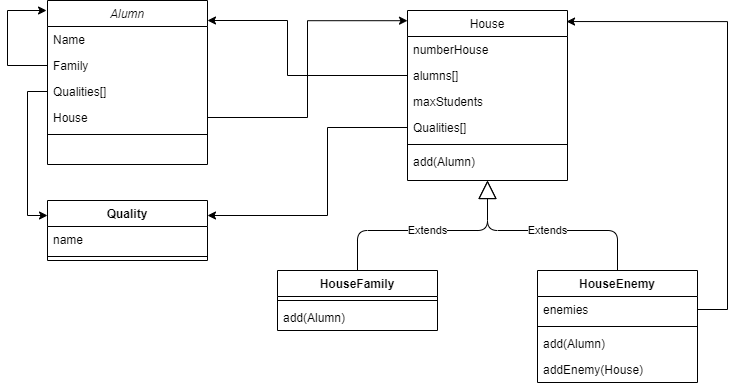 Alumn
Name
Family
Qualities[]
House
House
numberHouse
alumns[]
maxStudents
Qualities[]
add(Alumn)
Quality
name
Extends
Extends
HouseFamily
add(Alumn)
HouseEnemy
enemies
add(Alumn)
addEnemy(House)